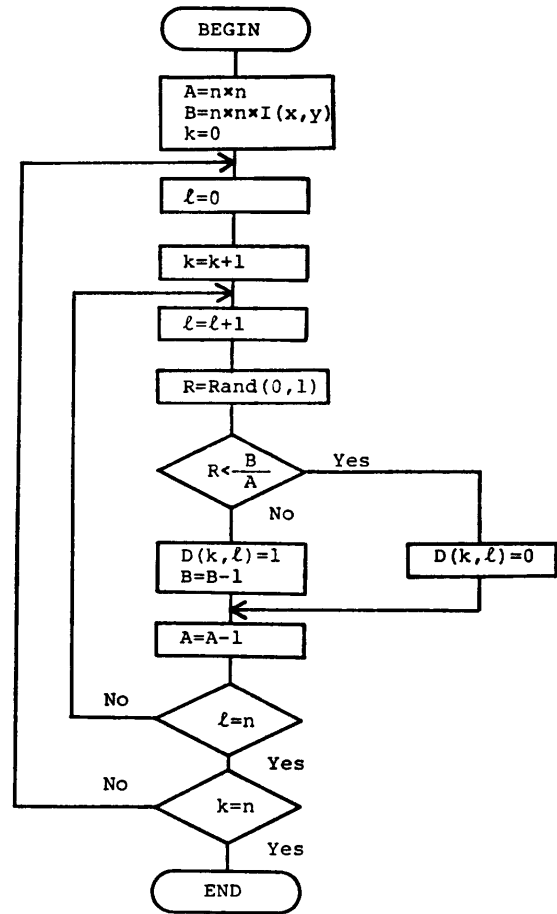 BEGIN
A=n×n
B=n×n×I(x,y)
k=0
ℓ=0
k=k+1
ℓ=ℓ+1
R=Rand(0,1)
R<B/A
Yes
No
D(k,ℓ)=1
B=B-1
D(k,ℓ)=0
A=A-1
No
ℓ=n
Yes
No
k=n
Yes
END